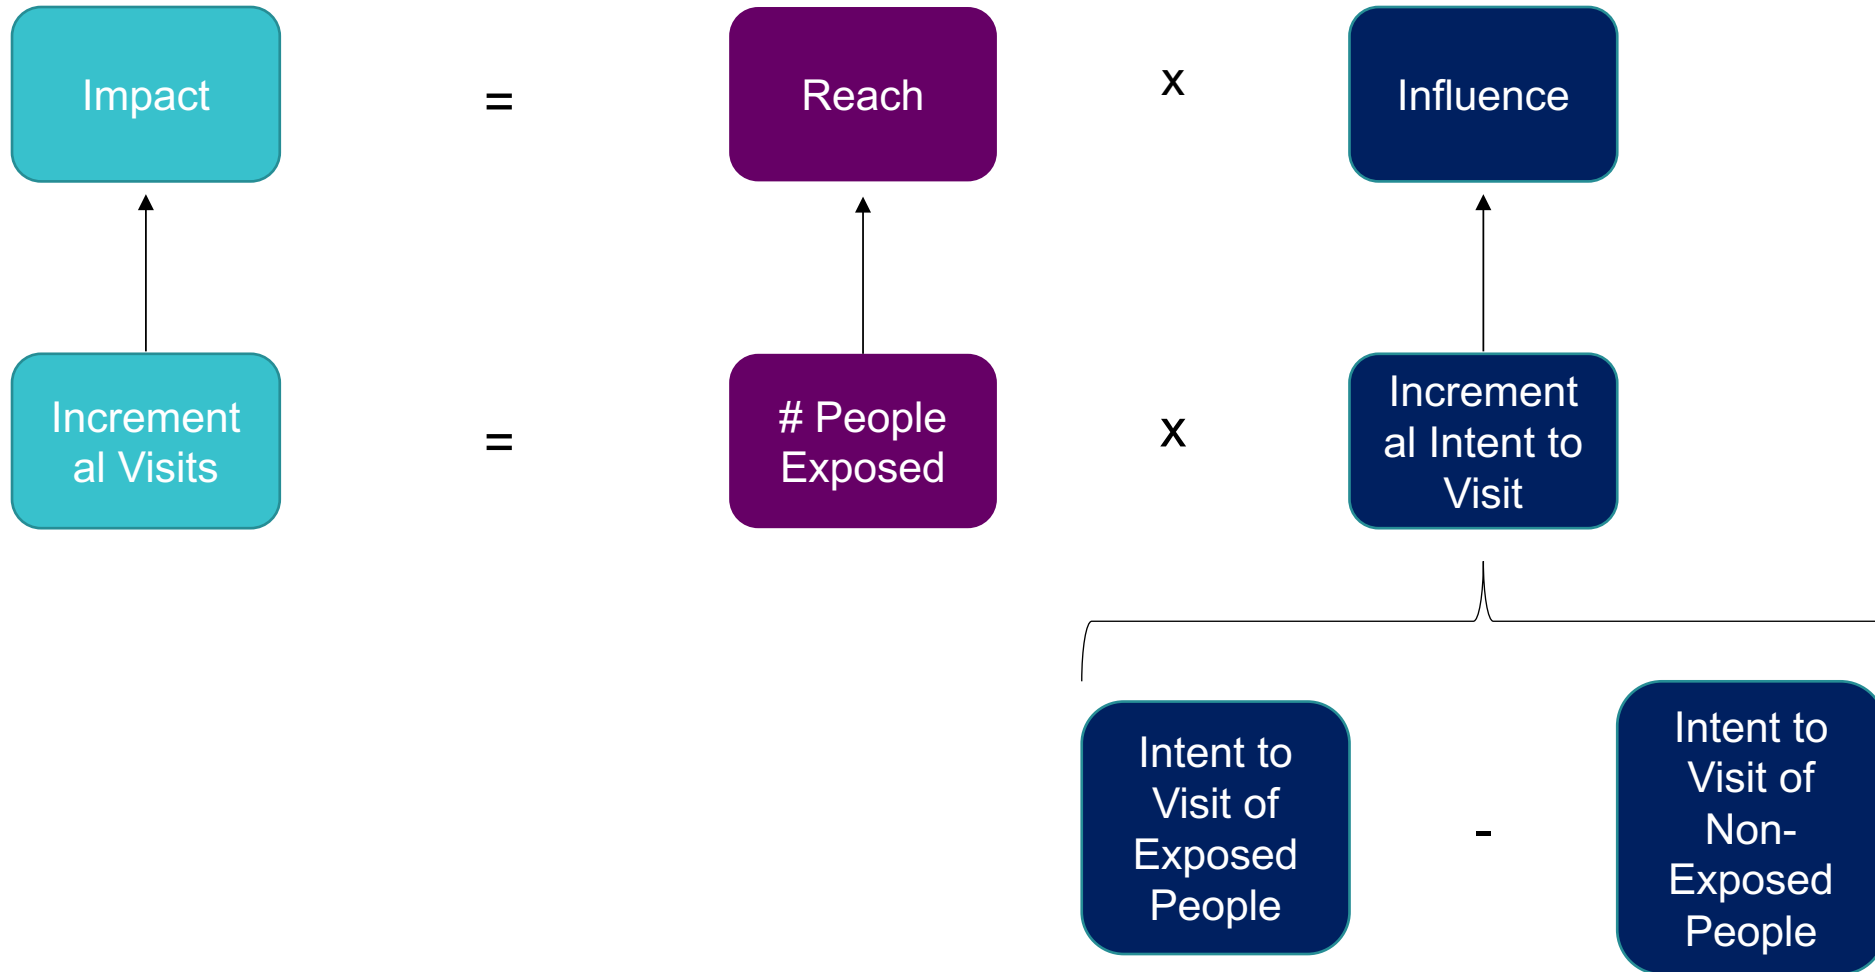 Impact
=
Reach
x
Influence
Increment
al Visits
=
# People
Exposed
x
Increment
al Intent to
Visit
Intent to
Visit of
Exposed
People
-
Intent to
Visit of
Non-
Exposed
People